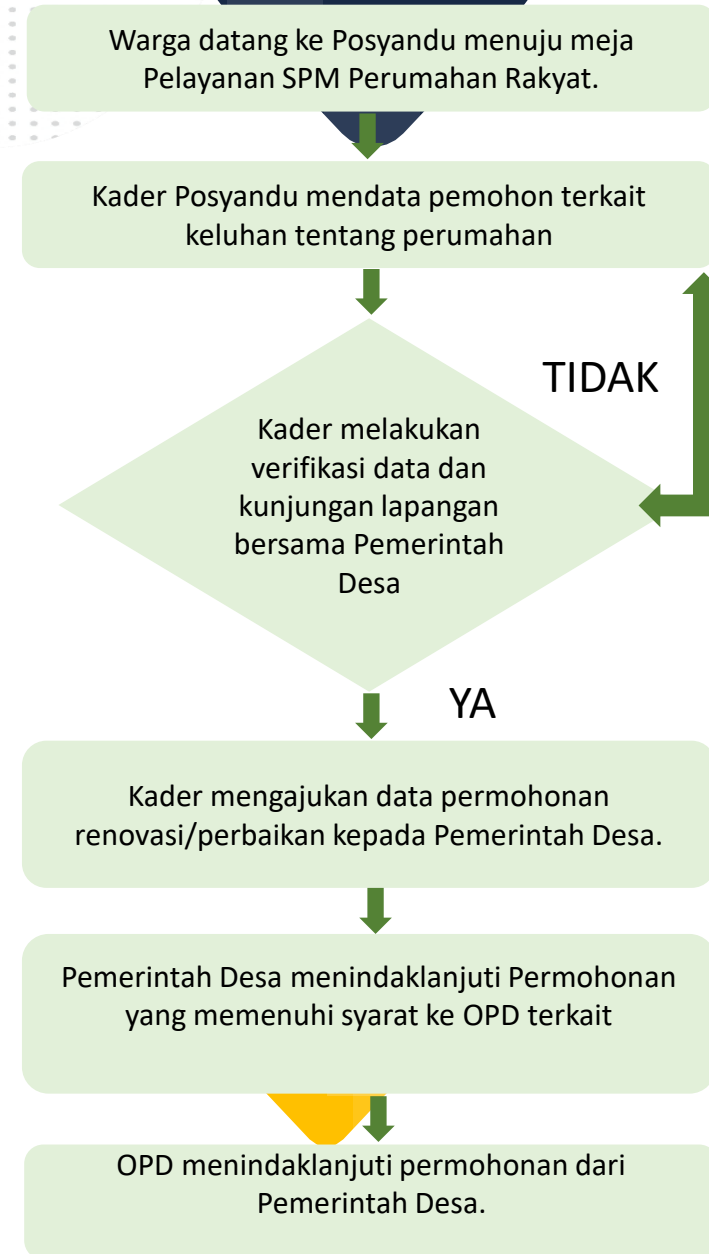 Warga datang ke Posyandu menuju meja
Pelayanan SPM Perumahan Rakyat.
Kader Posyandu mendata pemohon terkait
keluhan tentang perumahan
TIDAK
Kader melakukan
verifikasi data dan
kunjungan lapangan
bersama Pemerintah
Desa
YA
Kader mengajukan data permohonan
renovasi/perbaikan kepada Pemerintah Desa.
Pemerintah Desa menindaklanjuti Permohonan
yang memenuhi syarat ke OPD terkait
OPD menindaklanjuti permohonan dari
Pemerintah Desa.